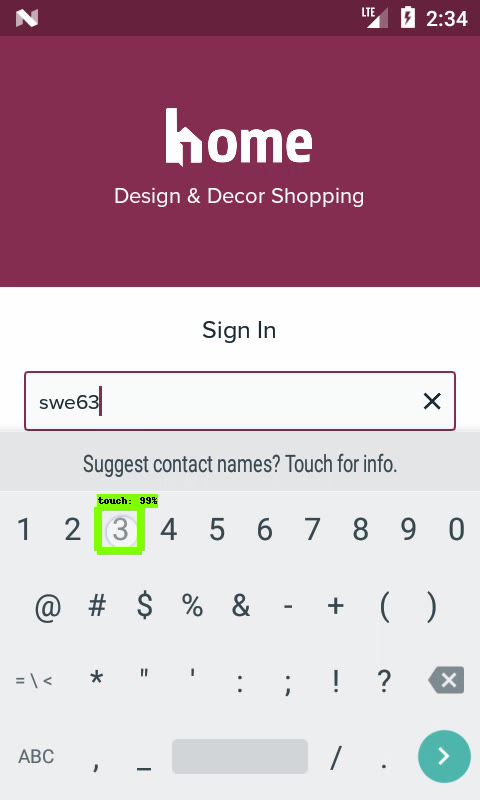 LTE 2:34
home
Design & Decor Shopping
Sign In
swe63
Suggest contact names? Touch for info.
touch: 99%
1 2 3 4 5 6 7 8 9 0
@ # $ % & - + ( )
= \ < * " ' : ; ! ?
ABC , _ / .